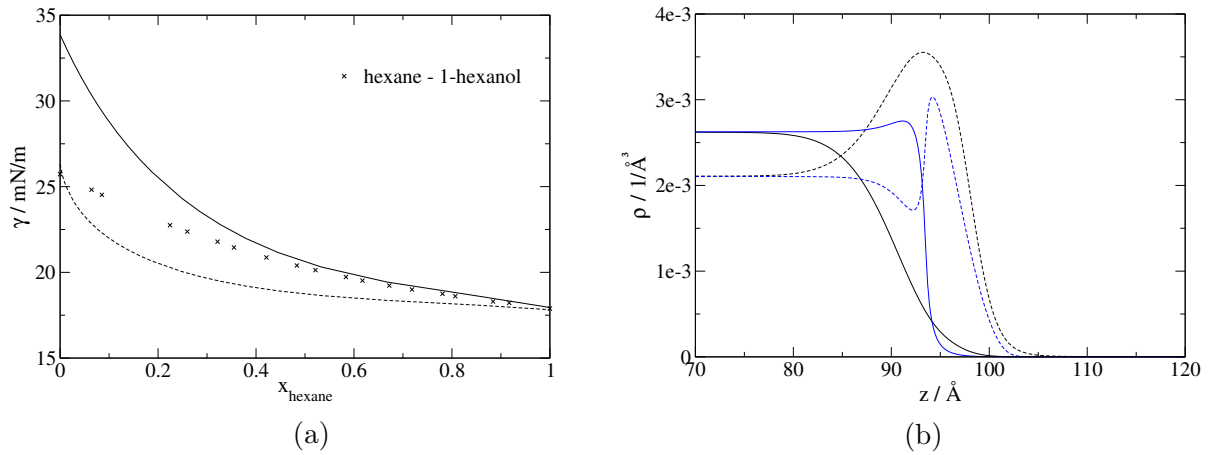 35
30
25
20
15
γ / mN/m
× hexane - 1-hexanol
0 0.2 0.4 0.6 0.8 1
x_hexane
(a)
4e-3
3e-3
2e-3
1e-3
0
ρ / 1/Å³
70 80 90 100 110 120
z / Å
(b)